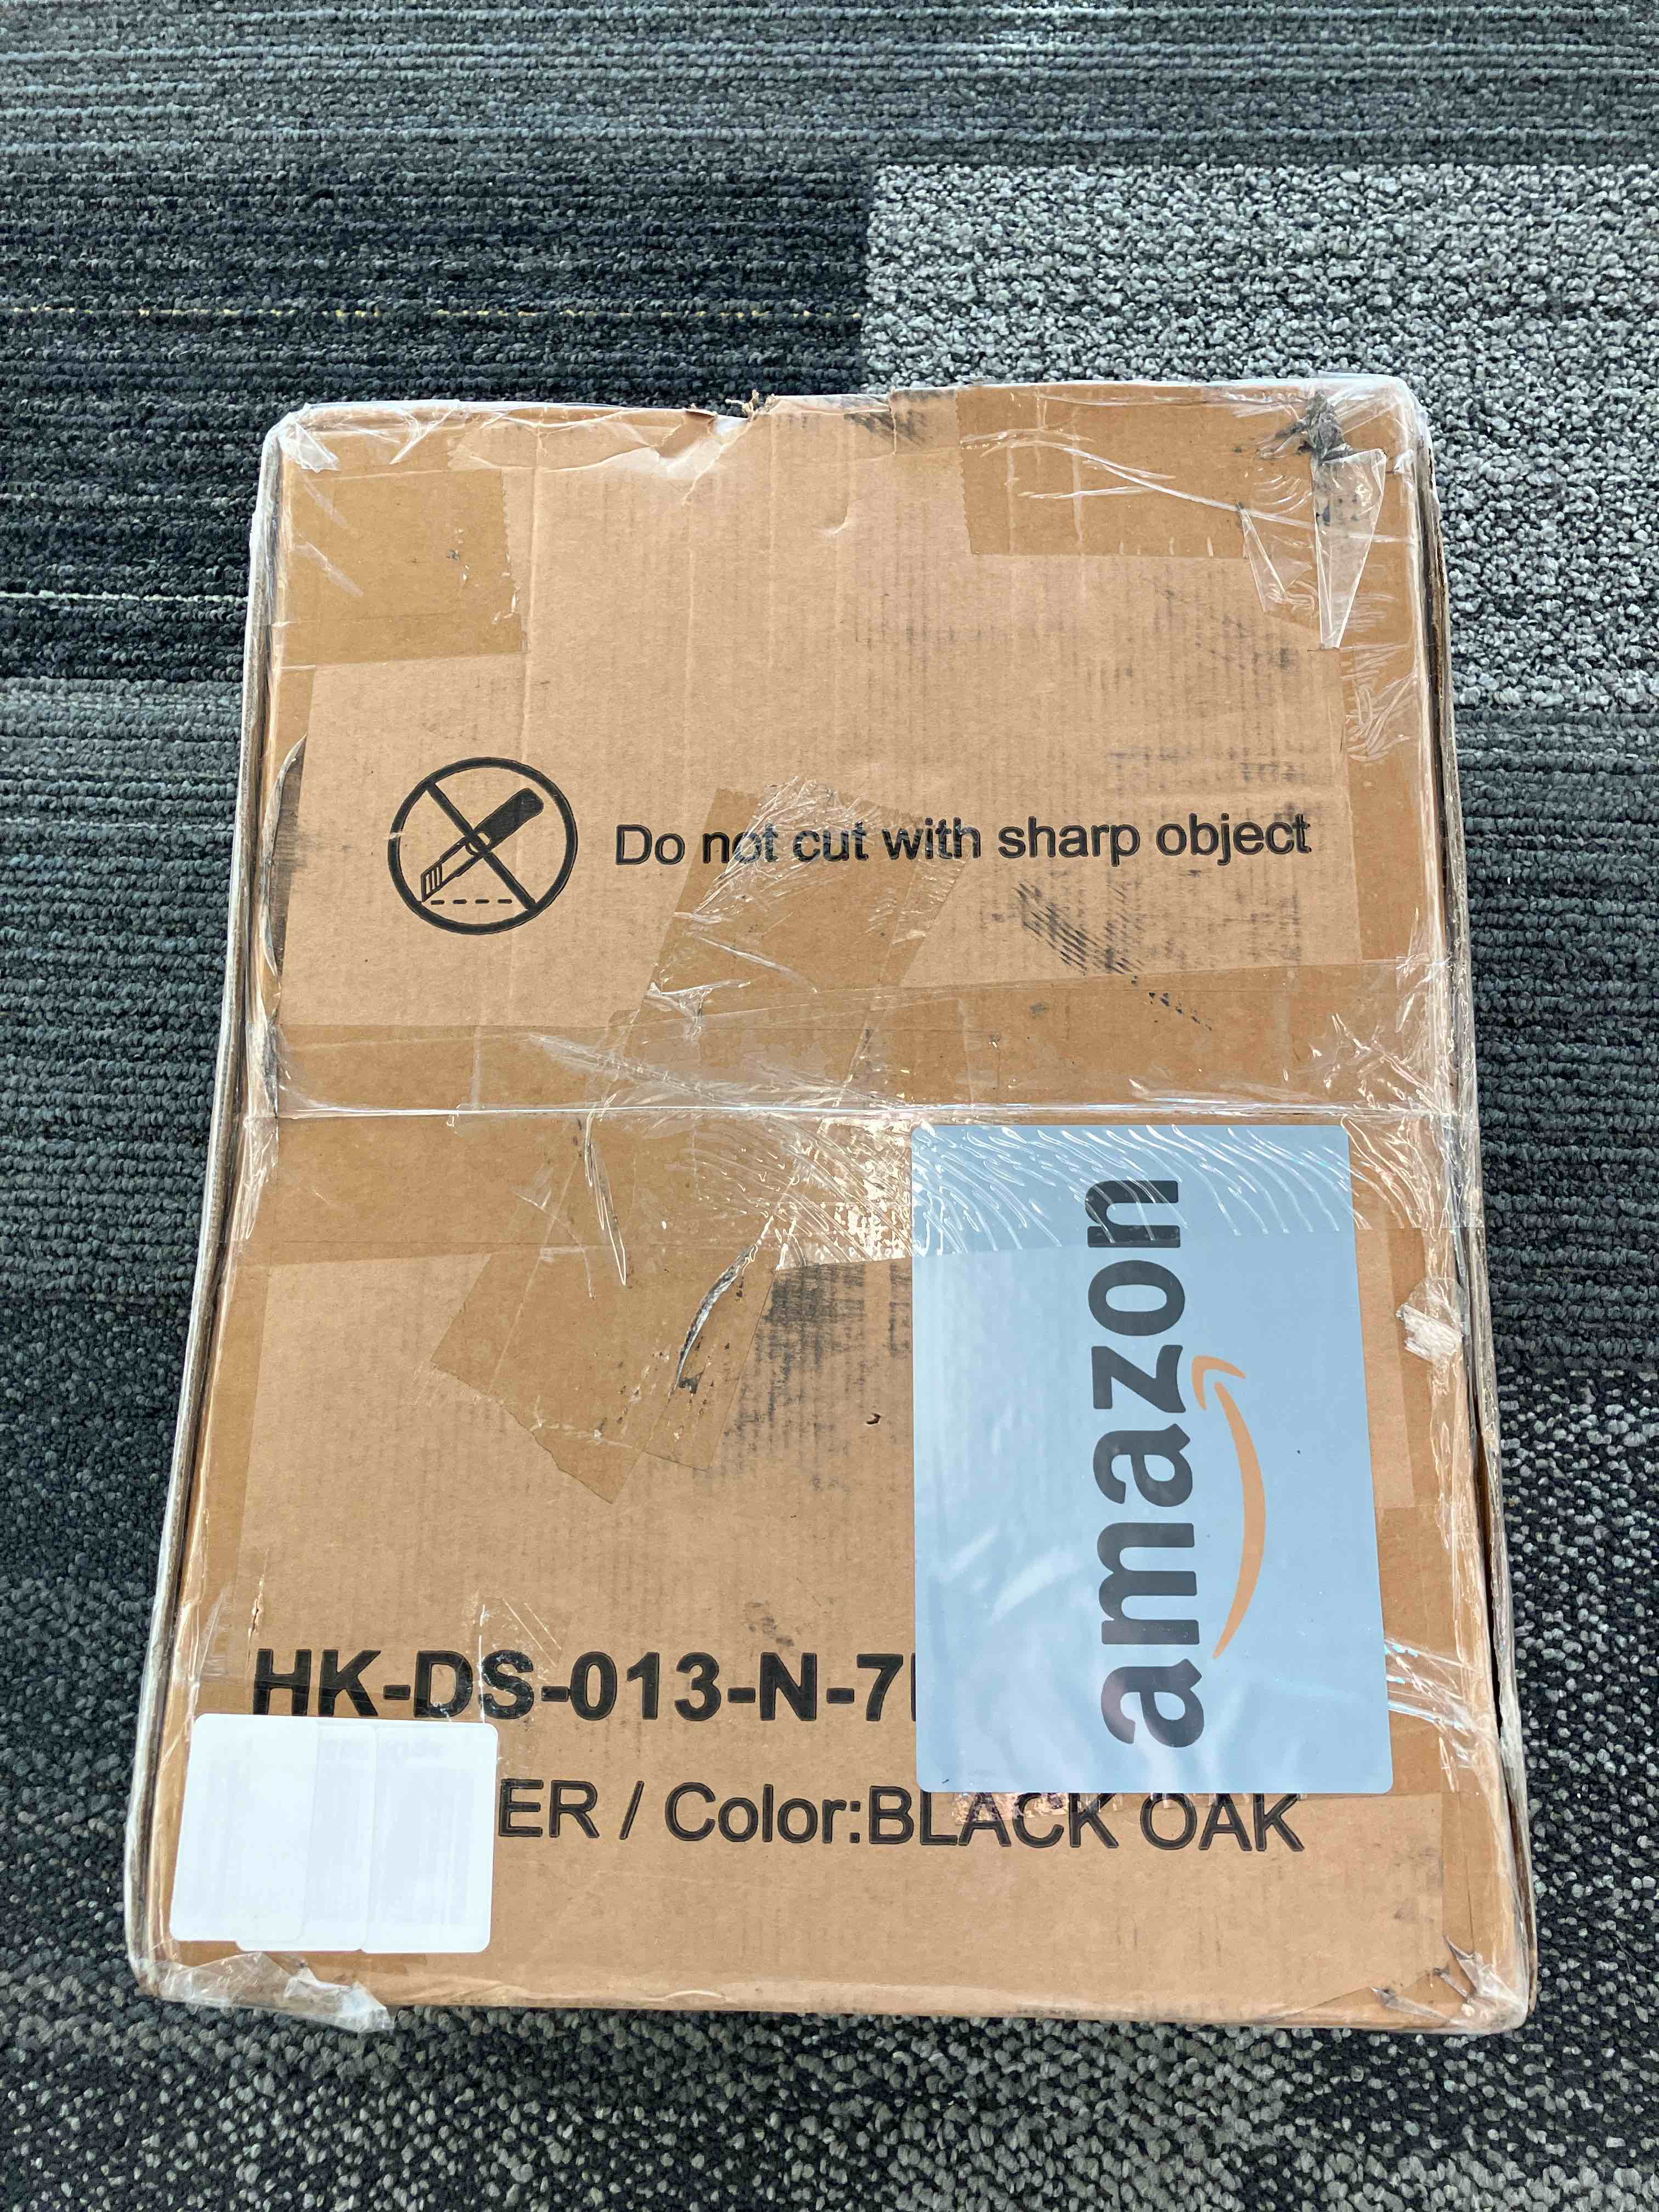 Do not cut with sharp object
amazon
HK-DS-013-N-7
ER / Color:BLACK OAK